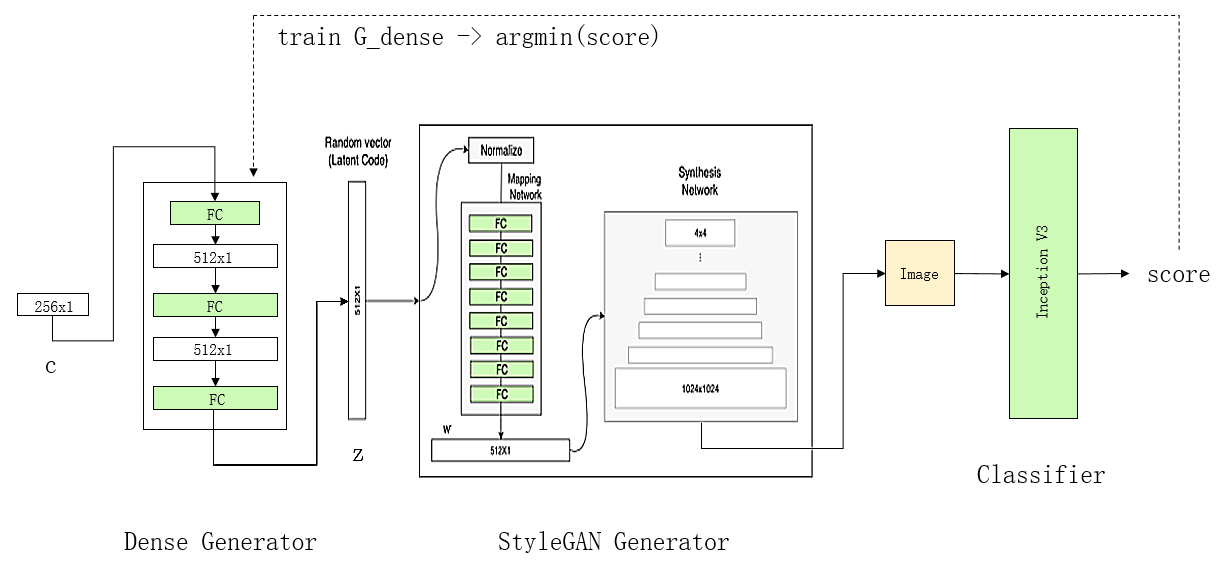 train G_dense -> argmin(score)
256x1
c
FC
512x1
FC
512x1
FC
Dense Generator
Random vector
(Latent Code)
512X1
z
Normalize
Mapping
Network
FC
FC
FC
FC
FC
FC
FC
FC
w
512X1
Synthesis
Network
4x4
⋮
1024x1024
StyleGAN Generator
Image
Inception V3
Classifier
score